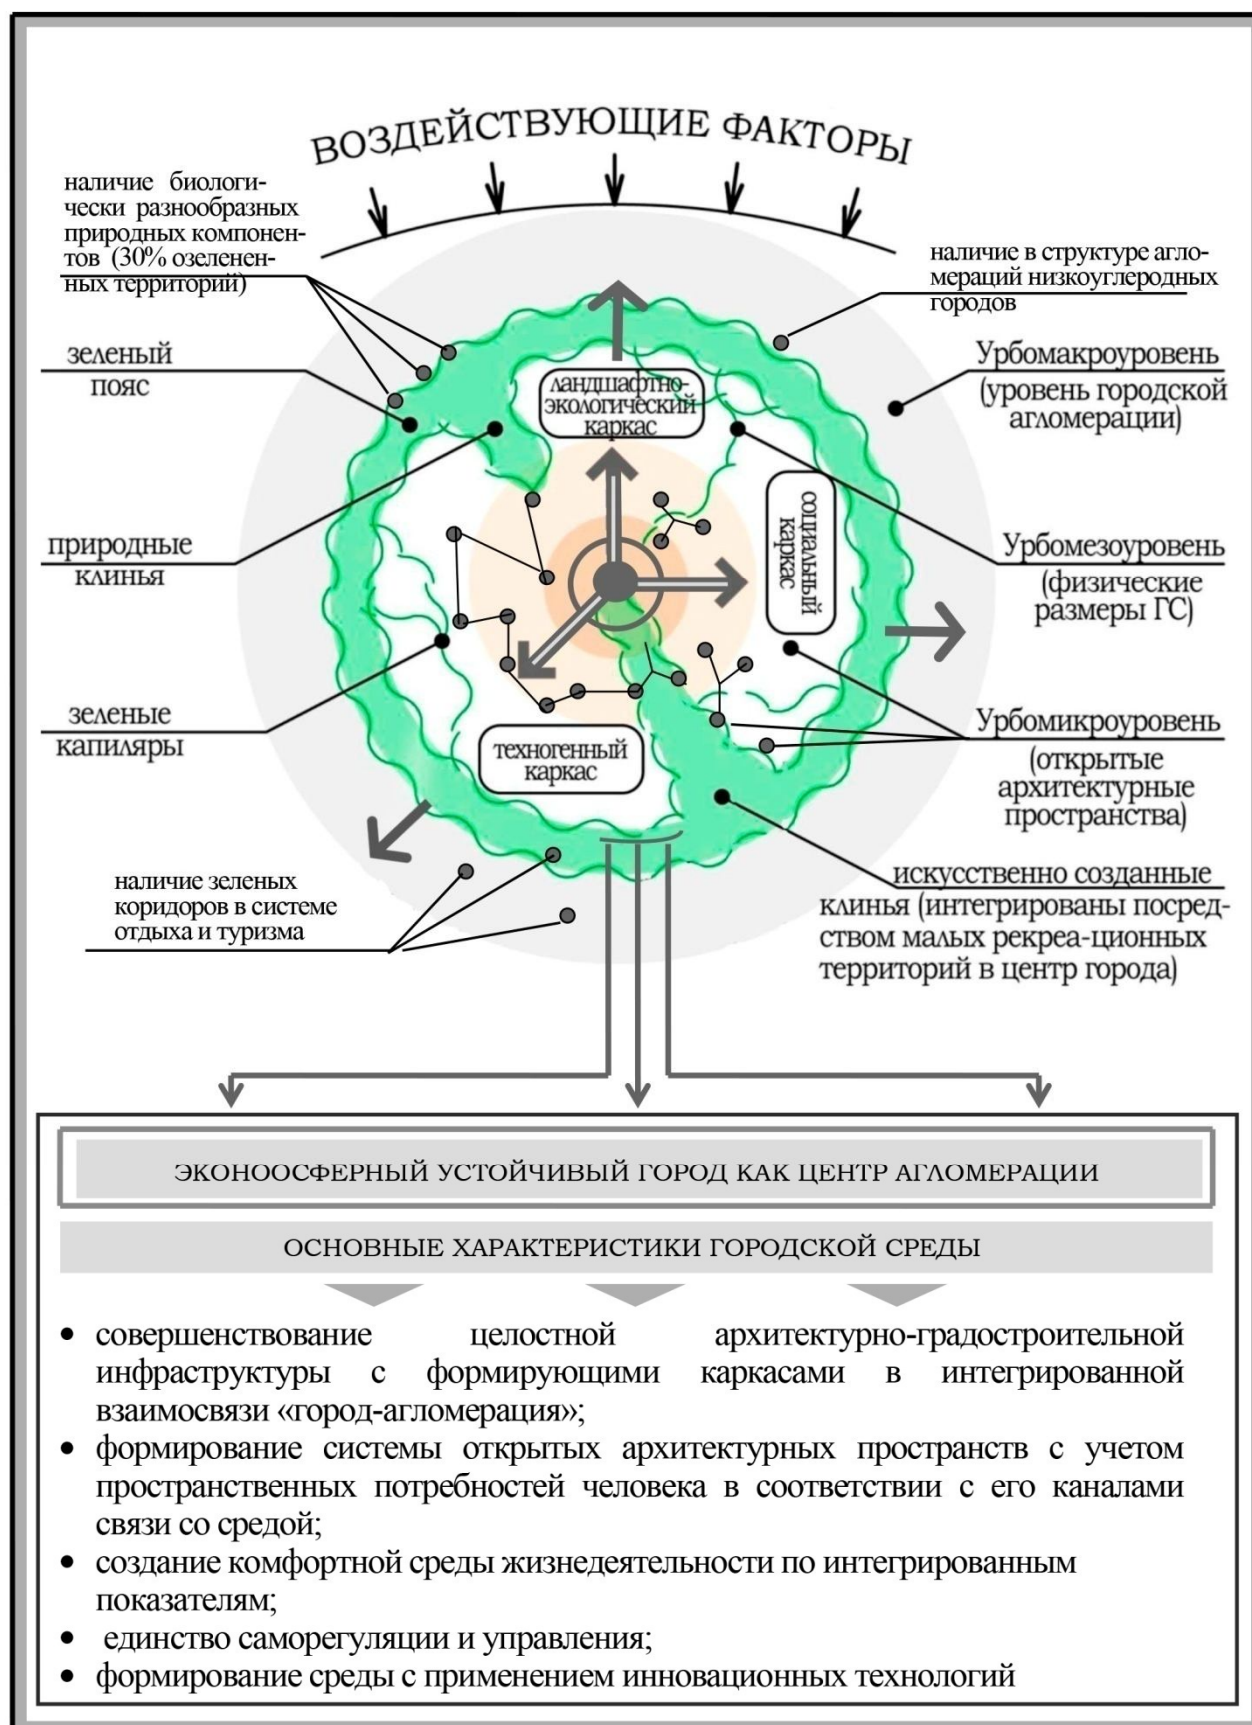 ВОЗДЕЙСТВУЮЩИЕ ФАКТОРЫ
наличие биологи-
чески разнообразных
природных компонен-
тов (30% озеленен-
ных территорий)
зеленый
пояс
природные
клинья
зеленые
капиляры
наличие зеленых
коридоров в системе
отдыха и туризма
ландшафтно-
экологический
каркас
социальный
каркас
техногенный
каркас
наличие в структуре агло-
мераций низкоуглеродных
городов
Урбомакроуровень
(уровень городской
агломерации)
Урбомезоуровень
(физические
размеры ГС)
Урбомикроуровень
(открытые
архитектурные
пространства)
искусственно созданные
клинья (интегрированы посред-
ством малых рекреа-ционных
территорий в центр города)
ЭКОНООСФЕРНЫЙ УСТОЙЧИВЫЙ ГОРОД КАК ЦЕНТР АГЛОМЕРАЦИИ
ОСНОВНЫЕ ХАРАКТЕРИСТИКИ ГОРОДСКОЙ СРЕДЫ
• совершенствование целостной архитектурно-градостроительной
инфраструктуры с формирующими каркасами в интегрированной
взаимосвязи «город-агломерация»;
• формирование системы открытых архитектурных пространств с учетом
пространственных потребностей человека в соответствии с его каналами
связи со средой;
• создание комфортной среды жизнедеятельности по интегрированным
показателям;
• единство саморегуляции и управления;
• формирование среды с применением инновационных технологий